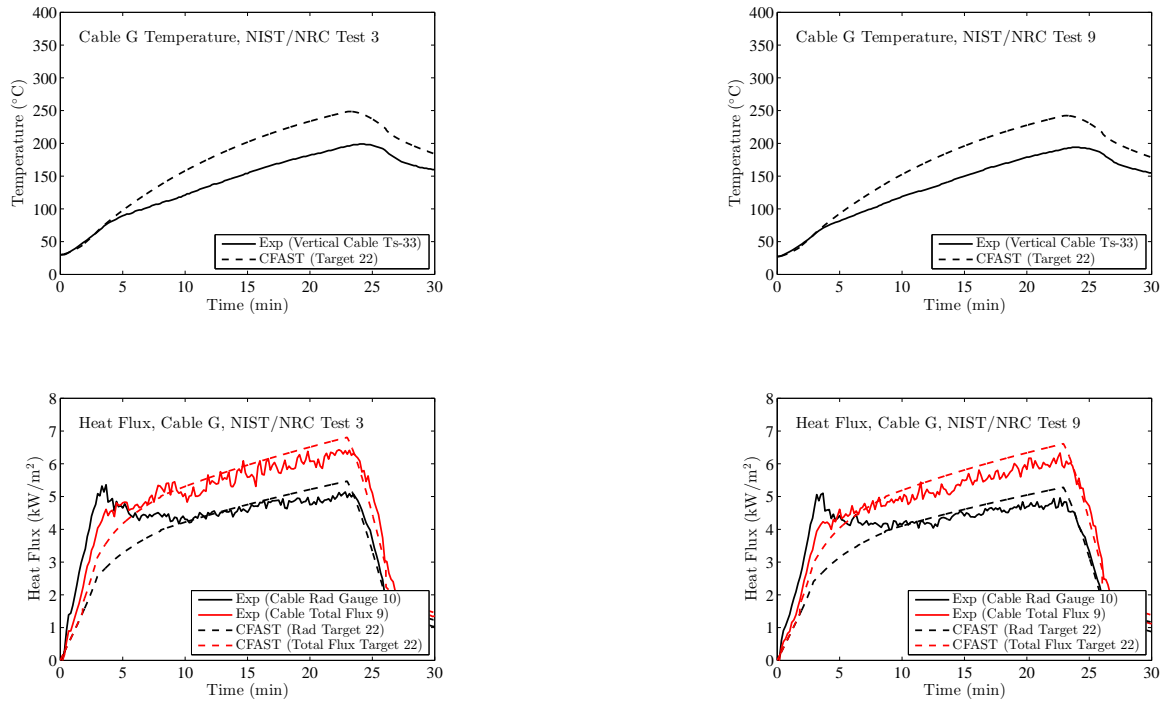 Cable G Temperature, NIST/NRC Test 3
Temperature (°C)
400
350
300
250
200
150
100
50
0
Exp (Vertical Cable Ts-33)
CFAST (Target 22)
0 5 10 15 20 25 30
Time (min)
Cable G Temperature, NIST/NRC Test 9
Temperature (°C)
400
350
300
250
200
150
100
50
0
Exp (Vertical Cable Ts-33)
CFAST (Target 22)
0 5 10 15 20 25 30
Time (min)
Heat Flux, Cable G, NIST/NRC Test 3
Heat Flux (kW/m²)
8
7
6
5
4
3
2
1
0
Exp (Cable Rad Gauge 10)
Exp (Cable Total Flux 9)
CFAST (Rad Target 22)
CFAST (Total Flux Target 22)
0 5 10 15 20 25 30
Time (min)
Heat Flux, Cable G, NIST/NRC Test 9
Heat Flux (kW/m²)
8
7
6
5
4
3
2
1
0
Exp (Cable Rad Gauge 10)
Exp (Cable Total Flux 9)
CFAST (Rad Target 22)
CFAST (Total Flux Target 22)
0 5 10 15 20 25 30
Time (min)